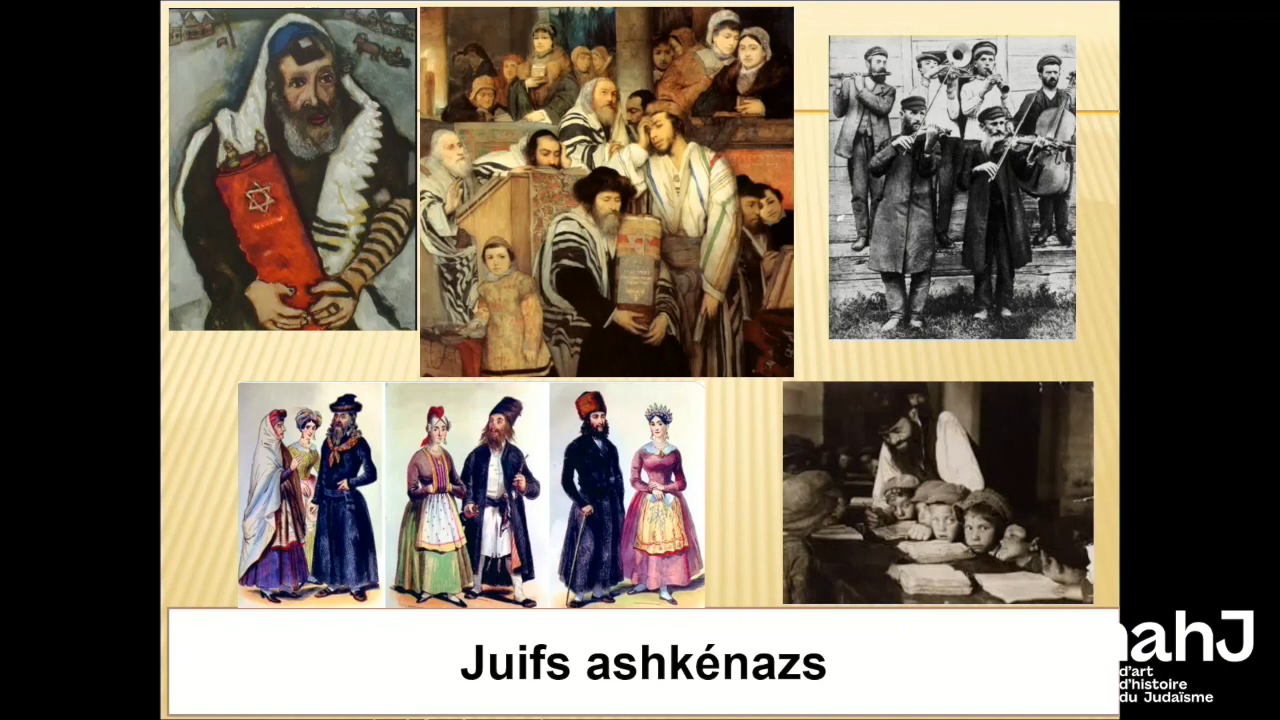 Juifs ashkénazs
ahJ
d'art
d'histoire
du Judaïsme